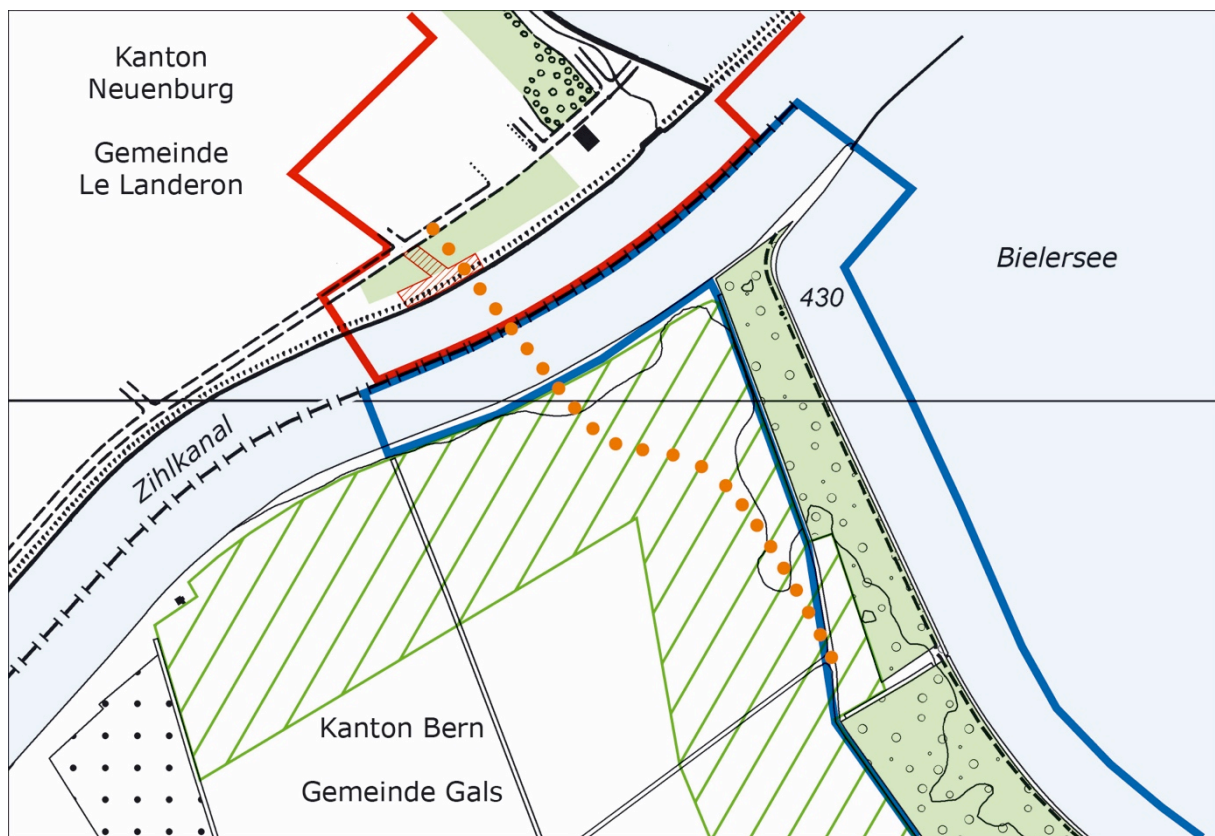 Kanton
Neuenburg
Gemeinde
Le Landeron
Bielersee
430
Zihlkanal
Kanton Bern
Gemeinde Gals